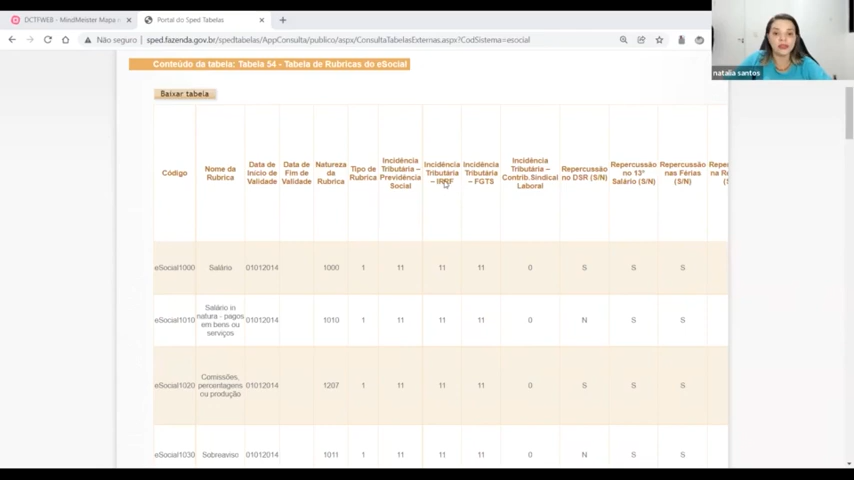 DCTFWEB - MindMeister Mapa
Portal do Sped Tabelas
Não seguro
sped.fazenda.gov.br/spedtabelas/AppConsulta/publico/aspx/ConsultaTabelasExternas.aspx?CodSistema=esocial
natalia santos
Conteúdo da tabela: Tabela 54 - Tabela de Rubricas do eSocial
Baixar tabela
Código
Nome da
Rubrica
Data de
Inicio de
Validade
Data de
Fim de
Validade
Natureza
da
Rubrica
Tipo de
Rubrica
Incidência
Tributária –
Previdência
Social
Incidência
Tributária
– IRRF
Incidência
Tributária
– FGTS
Incidência
Tributária –
Contrib.Sindical
Laboral
Repercussão
no DSR (S/N)
Repercussão
no 13º
Salário (S/N)
Repercussão
nas Férias
(S/N)
eSocial1000 Salário 01012014 1000 1 11 11 11 0 S S S
eSocial1010
Salário in
natura - pagos
em bens ou
serviços
01012014 1010 1 11 11 11 0 N S S
eSocial1020
Comissões,
percentagens
ou produção
01012014 1207 1 11 11 11 0 S S S
eSocial1030 Sobreaviso 01012014 1011 1 11 11 11 0 N S S